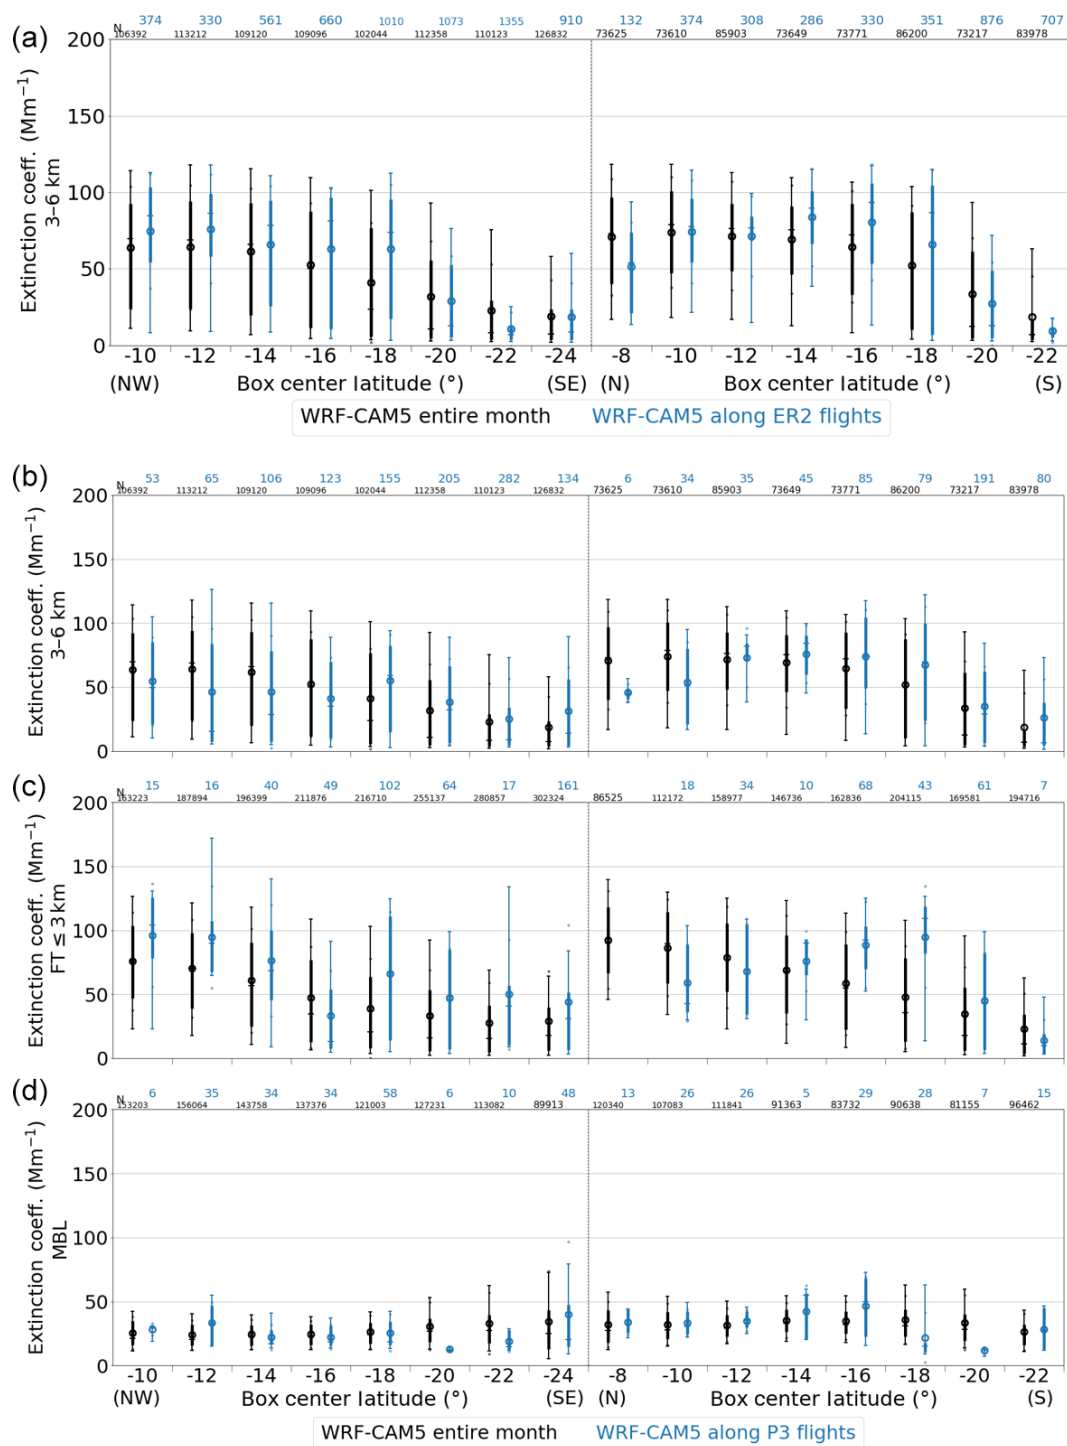 (a)
N 374 330 561 660 1010 1073 1355 910 132 374 308 286 330 351 876 707
106392 113212 109120 109096 102044 112358 110123 126832 73625 73610 85903 73649 73771 86200 73217 83978
Extinction coeff. (Mm−1)
3–6 km
200
150
100
50
0
-10 -12 -14 -16 -18 -20 -22 -24 -8 -10 -12 -14 -16 -18 -20 -22
(NW) Box center latitude (°) (SE) (N) Box center latitude (°) (S)
WRF-CAM5 entire month WRF-CAM5 along ER2 flights
(b)
N 53 65 106 123 155 205 282 134 6 34 35 45 85 79 191 80
106392 113212 109120 109096 102044 112358 110123 126832 73625 73610 85903 73649 73771 86200 73217 83978
Extinction coeff. (Mm−1)
3–6 km
200
150
100
50
0
(c)
N 15 16 40 49 102 64 17 161 18 34 10 68 43 61 7
163223 187894 196399 211876 216710 255137 280857 302324 86525 112172 158977 146736 162836 204115 169581 194716
Extinction coeff. (Mm−1)
FT ≤ 3 km
200
150
100
50
0
(d)
N 6 35 34 34 58 6 10 48 13 26 26 5 29 28 7 15
153203 156064 143758 137376 121003 127231 113082 89913 120340 107083 111841 91363 83732 90638 81155 96462
Extinction coeff. (Mm−1)
MBL
200
150
100
50
0
-10 -12 -14 -16 -18 -20 -22 -24 -8 -10 -12 -14 -16 -18 -20 -22
(NW) Box center latitude (°) (SE) (N) Box center latitude (°) (S)
WRF-CAM5 entire month WRF-CAM5 along P3 flights